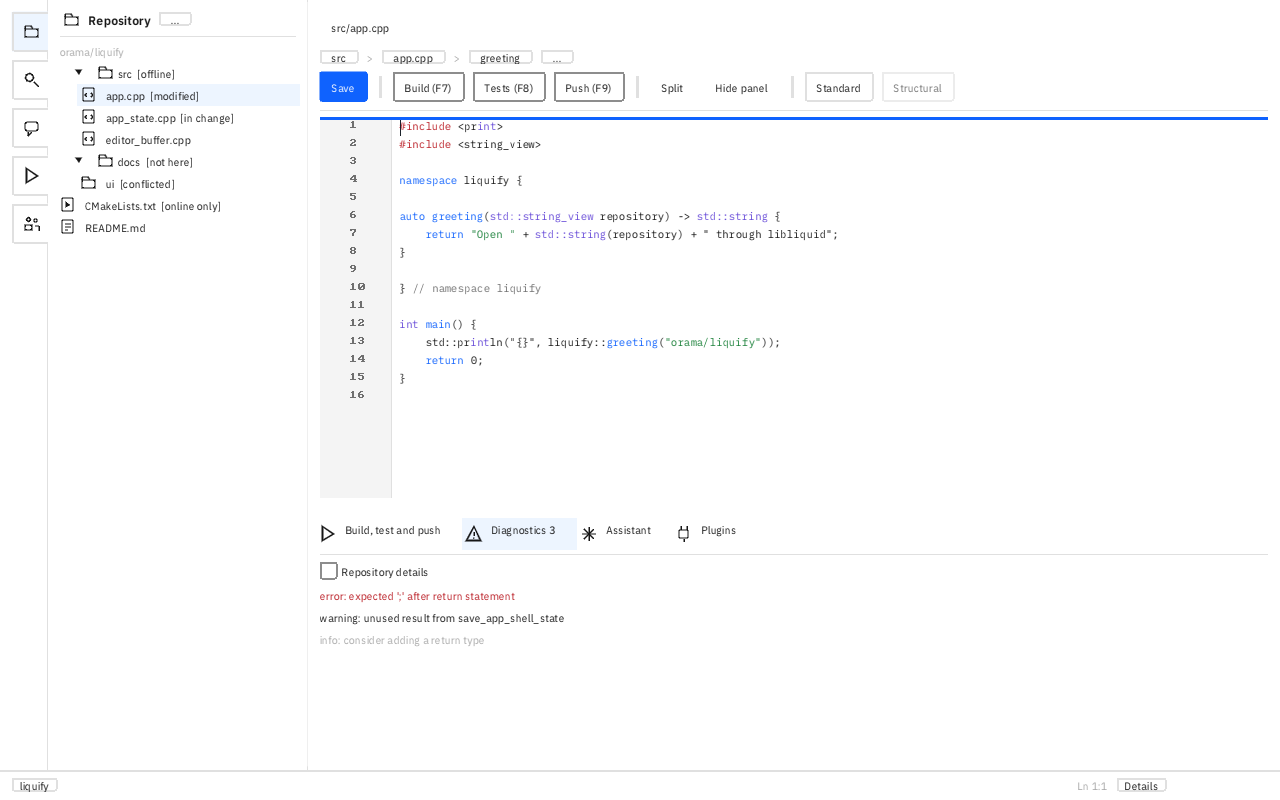 Repository ...
orama/liquify
src [offline]
app.cpp [modified]
app_state.cpp [in change]
editor_buffer.cpp
docs [not here]
ui [conflicted]
CMakeLists.txt [online only]
README.md
src/app.cpp
src > app.cpp > greeting ...
Save Build (F7) Tests (F8) Push (F9) Split Hide panel Standard Structural
1 #include <print>
2 #include <string_view>
3
4 namespace liquify {
5
6 auto greeting(std::string_view repository) -> std::string {
7     return "Open " + std::string(repository) + " through libliquid";
8 }
9
10 } // namespace liquify
11
12 int main() {
13     std::println("{}", liquify::greeting("orama/liquify"));
14     return 0;
15 }
16
Build, test and push Diagnostics 3 Assistant Plugins
Repository details
error: expected ';' after return statement
warning: unused result from save_app_shell_state
info: consider adding a return type
liquify Ln 1:1 Details